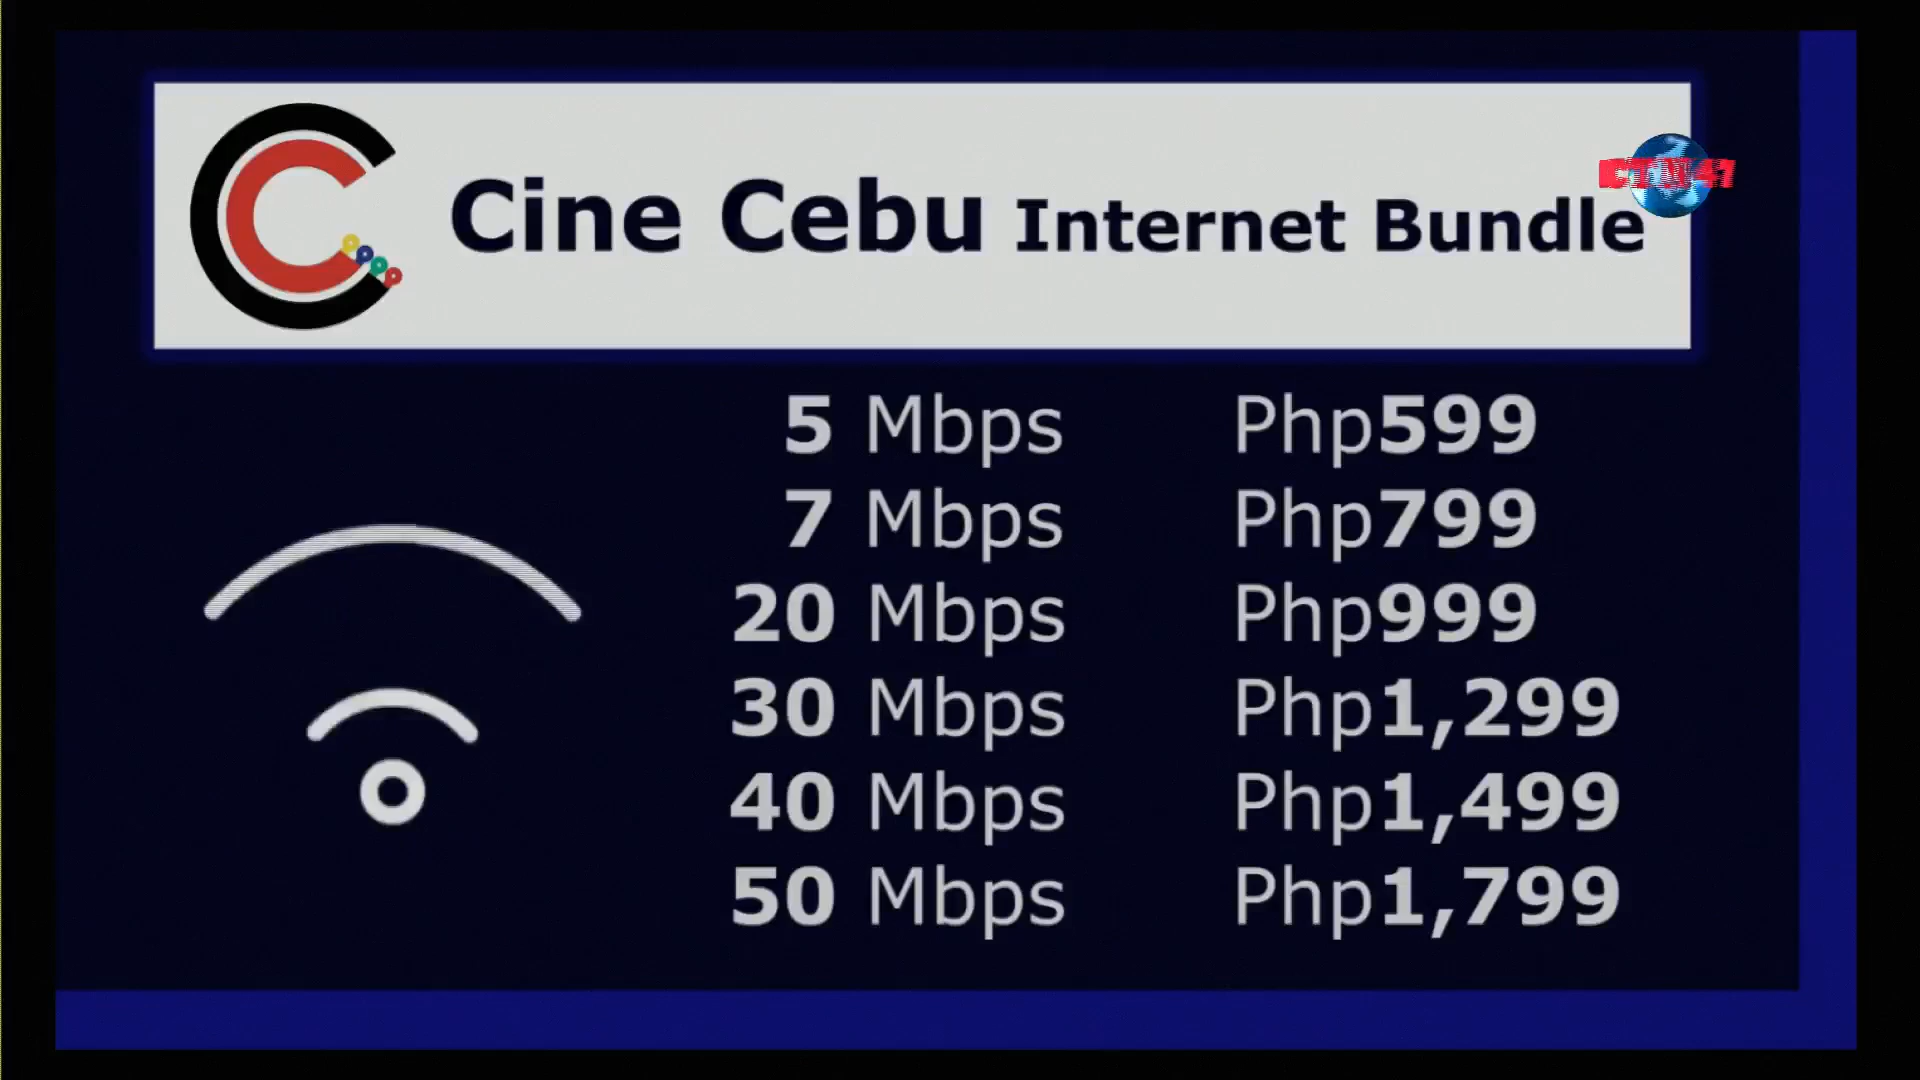 Cine Cebu Internet Bundle
5 Mbps Php599
7 Mbps Php799
20 Mbps Php999
30 Mbps Php1,299
40 Mbps Php1,499
50 Mbps Php1,799